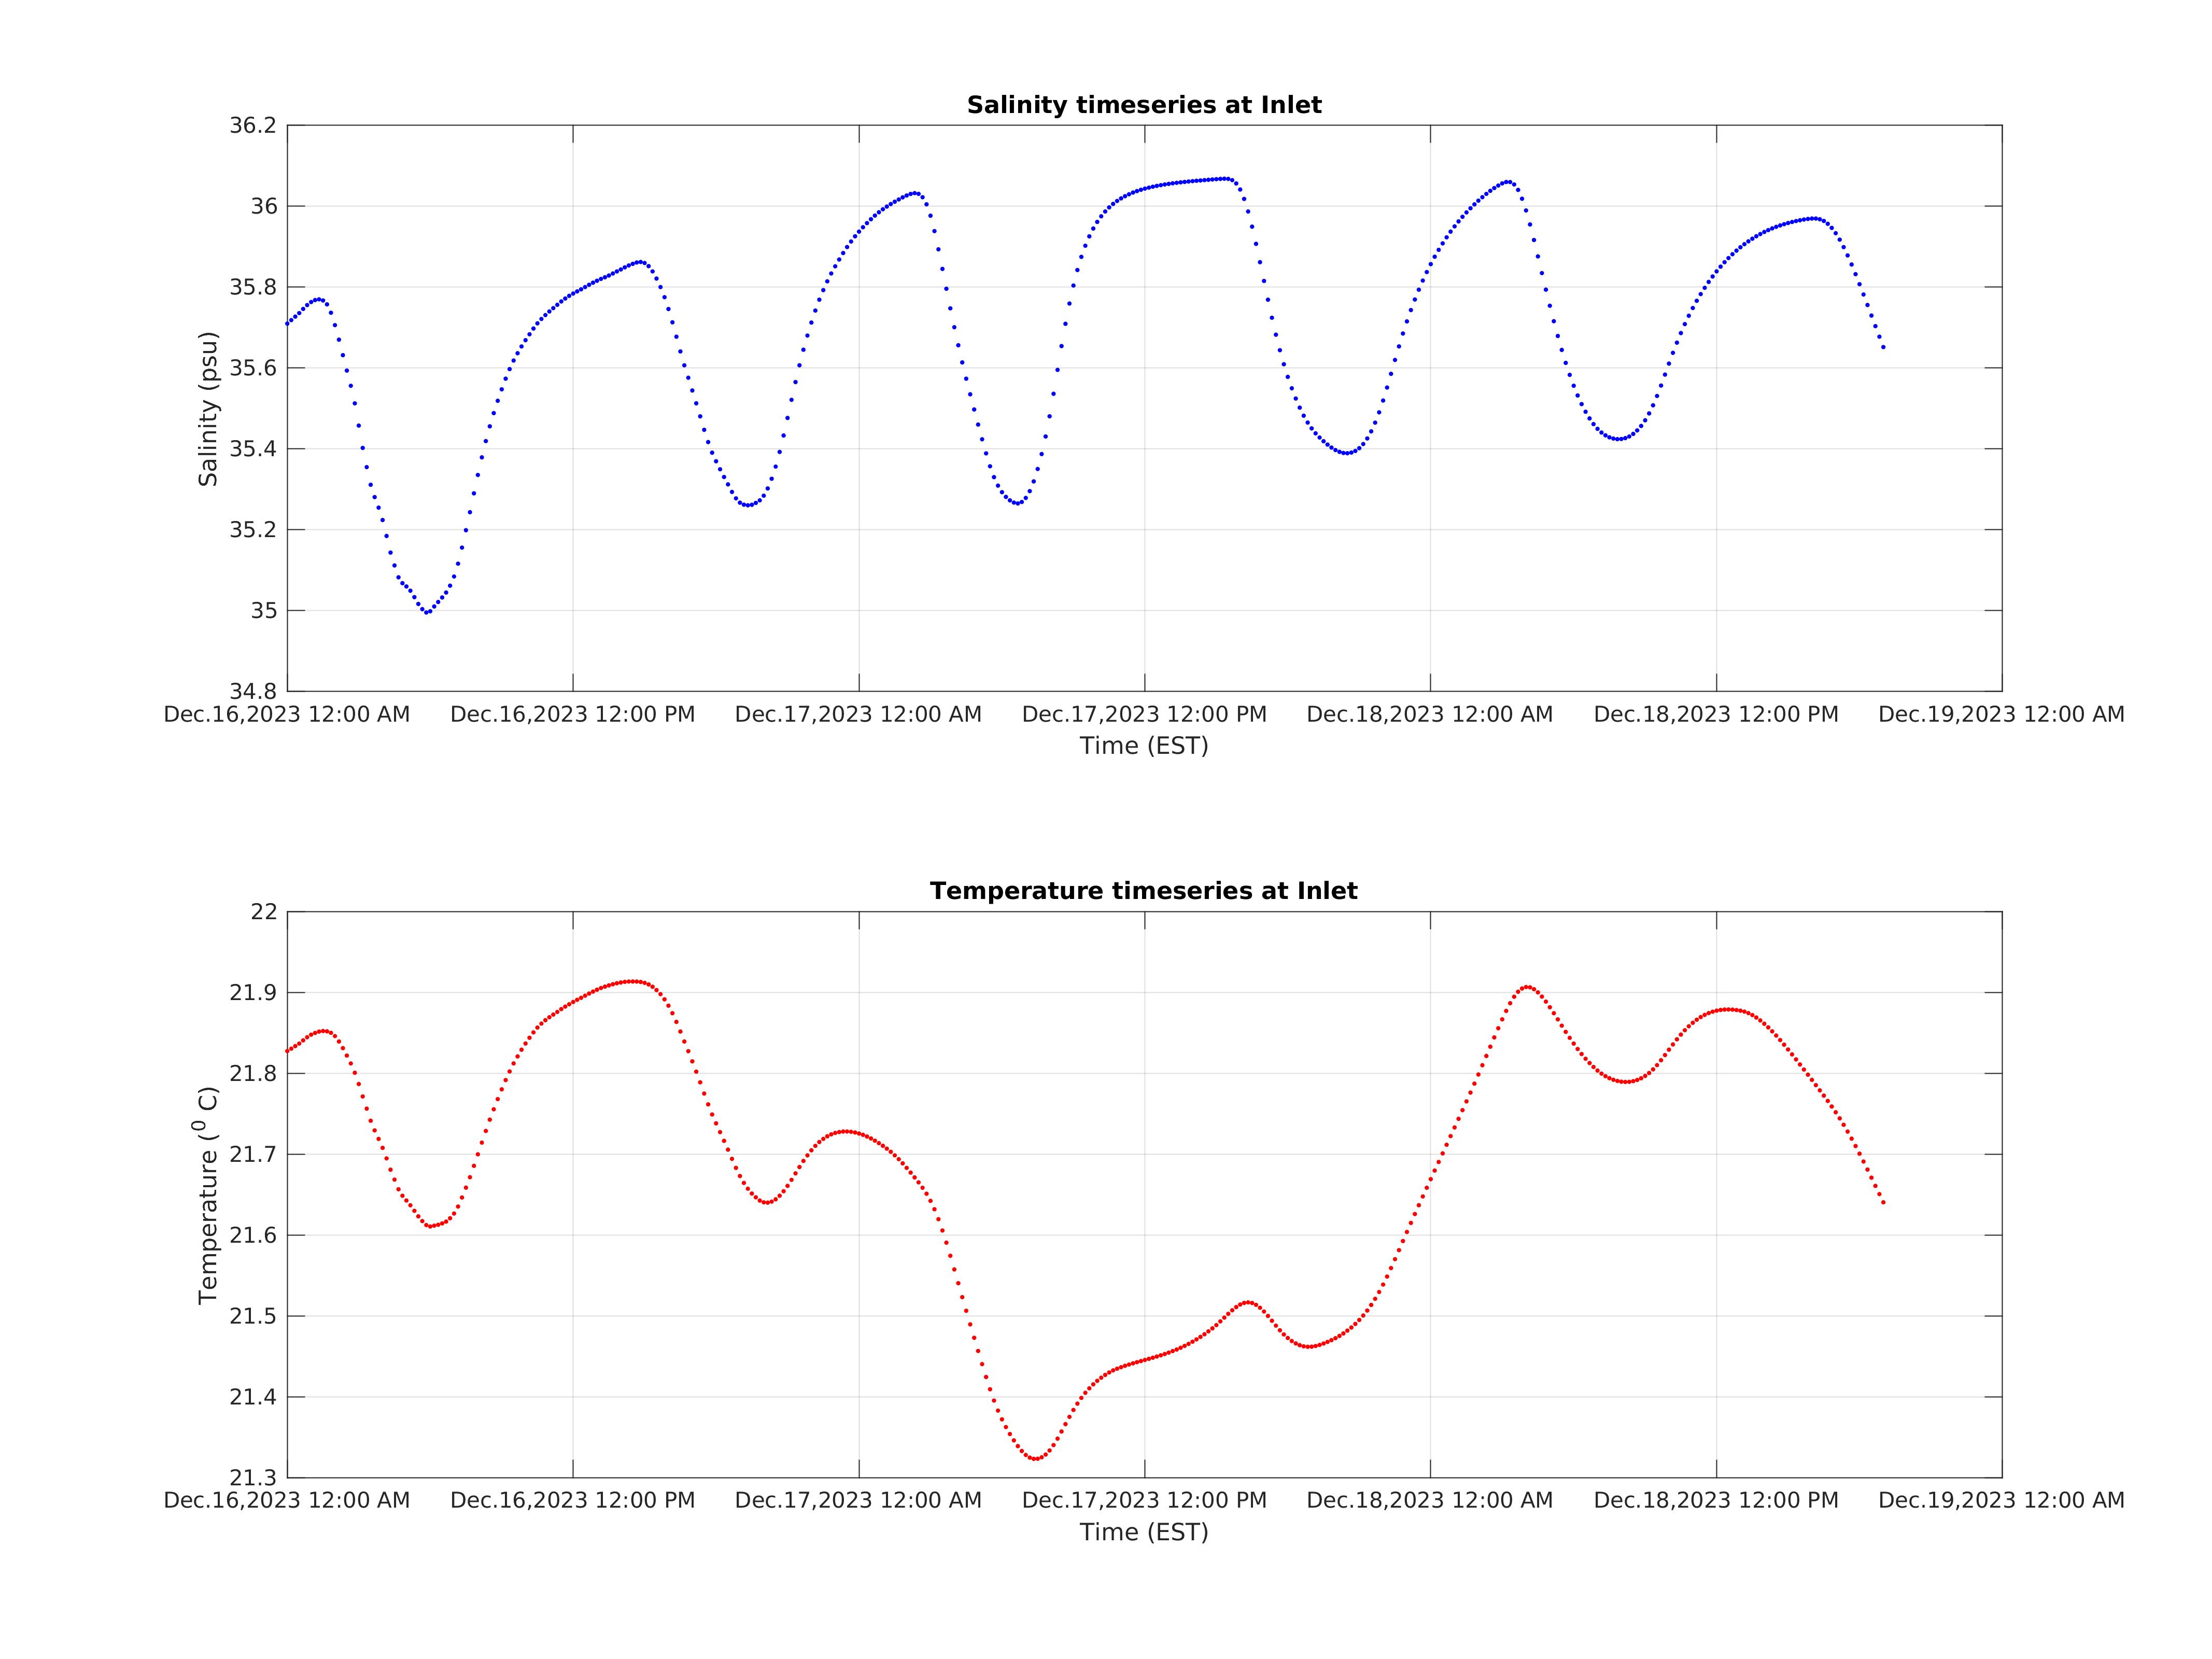 Salinity timeseries at Inlet
36.2
36
35.8
35.6
35.4
35.2
35
34.8
Salinity (psu)
Dec.16,2023 12:00 AM Dec.16,2023 12:00 PM Dec.17,2023 12:00 AM Dec.17,2023 12:00 PM Dec.18,2023 12:00 AM Dec.18,2023 12:00 PM Dec.19,2023 12:00 AM
Time (EST)
Temperature timeseries at Inlet
22
21.9
21.8
21.7
21.6
21.5
21.4
21.3
Temperature (⁰ C)
Dec.16,2023 12:00 AM Dec.16,2023 12:00 PM Dec.17,2023 12:00 AM Dec.17,2023 12:00 PM Dec.18,2023 12:00 AM Dec.18,2023 12:00 PM Dec.19,2023 12:00 AM
Time (EST)